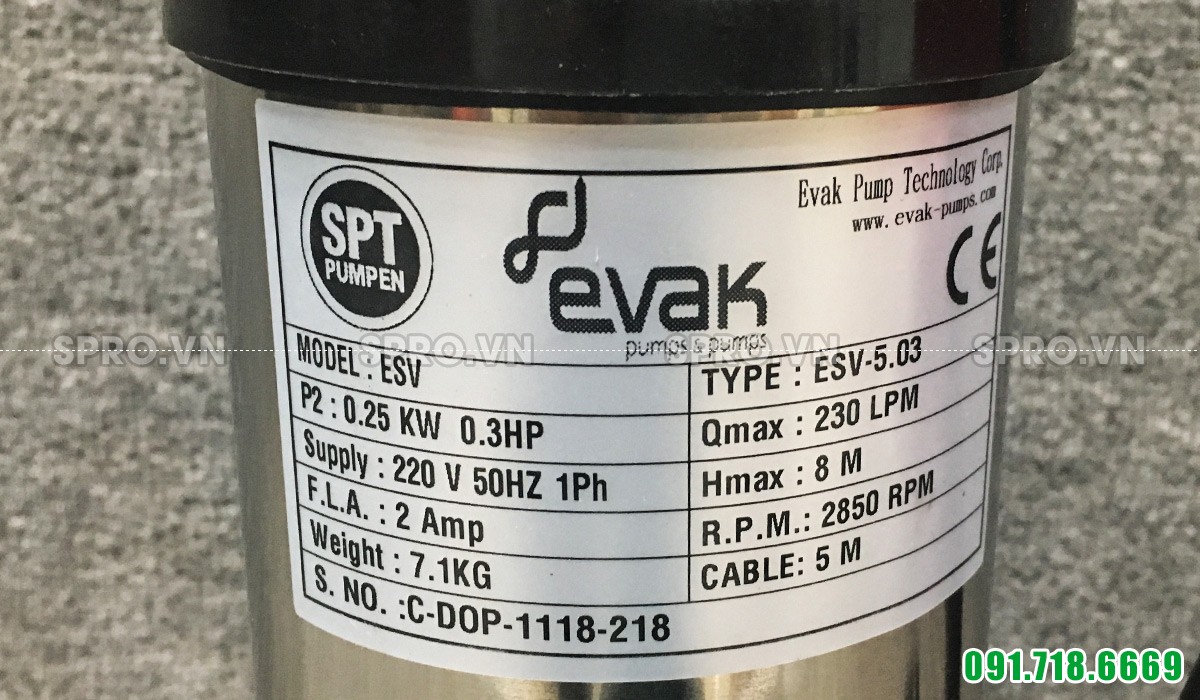 SPT
PUMPEN
evak
pumps & pumps
Evak Pump Technology Corp.
www.evak-pumps.com
CE
SPRO.VN SPRO.VN SPRO.VN SPRO.VN
MODEL : ESV
TYPE : ESV-5.03
P2 : 0.25 KW 0.3HP
Qmax : 230 LPM
Supply : 220 V 50HZ 1Ph
Hmax : 8 M
F.L.A. : 2 Amp
R.P.M.: 2850 RPM
Weight : 7.1KG
CABLE: 5 M
S. NO. :C-DOP-1118-218
091.718.6669